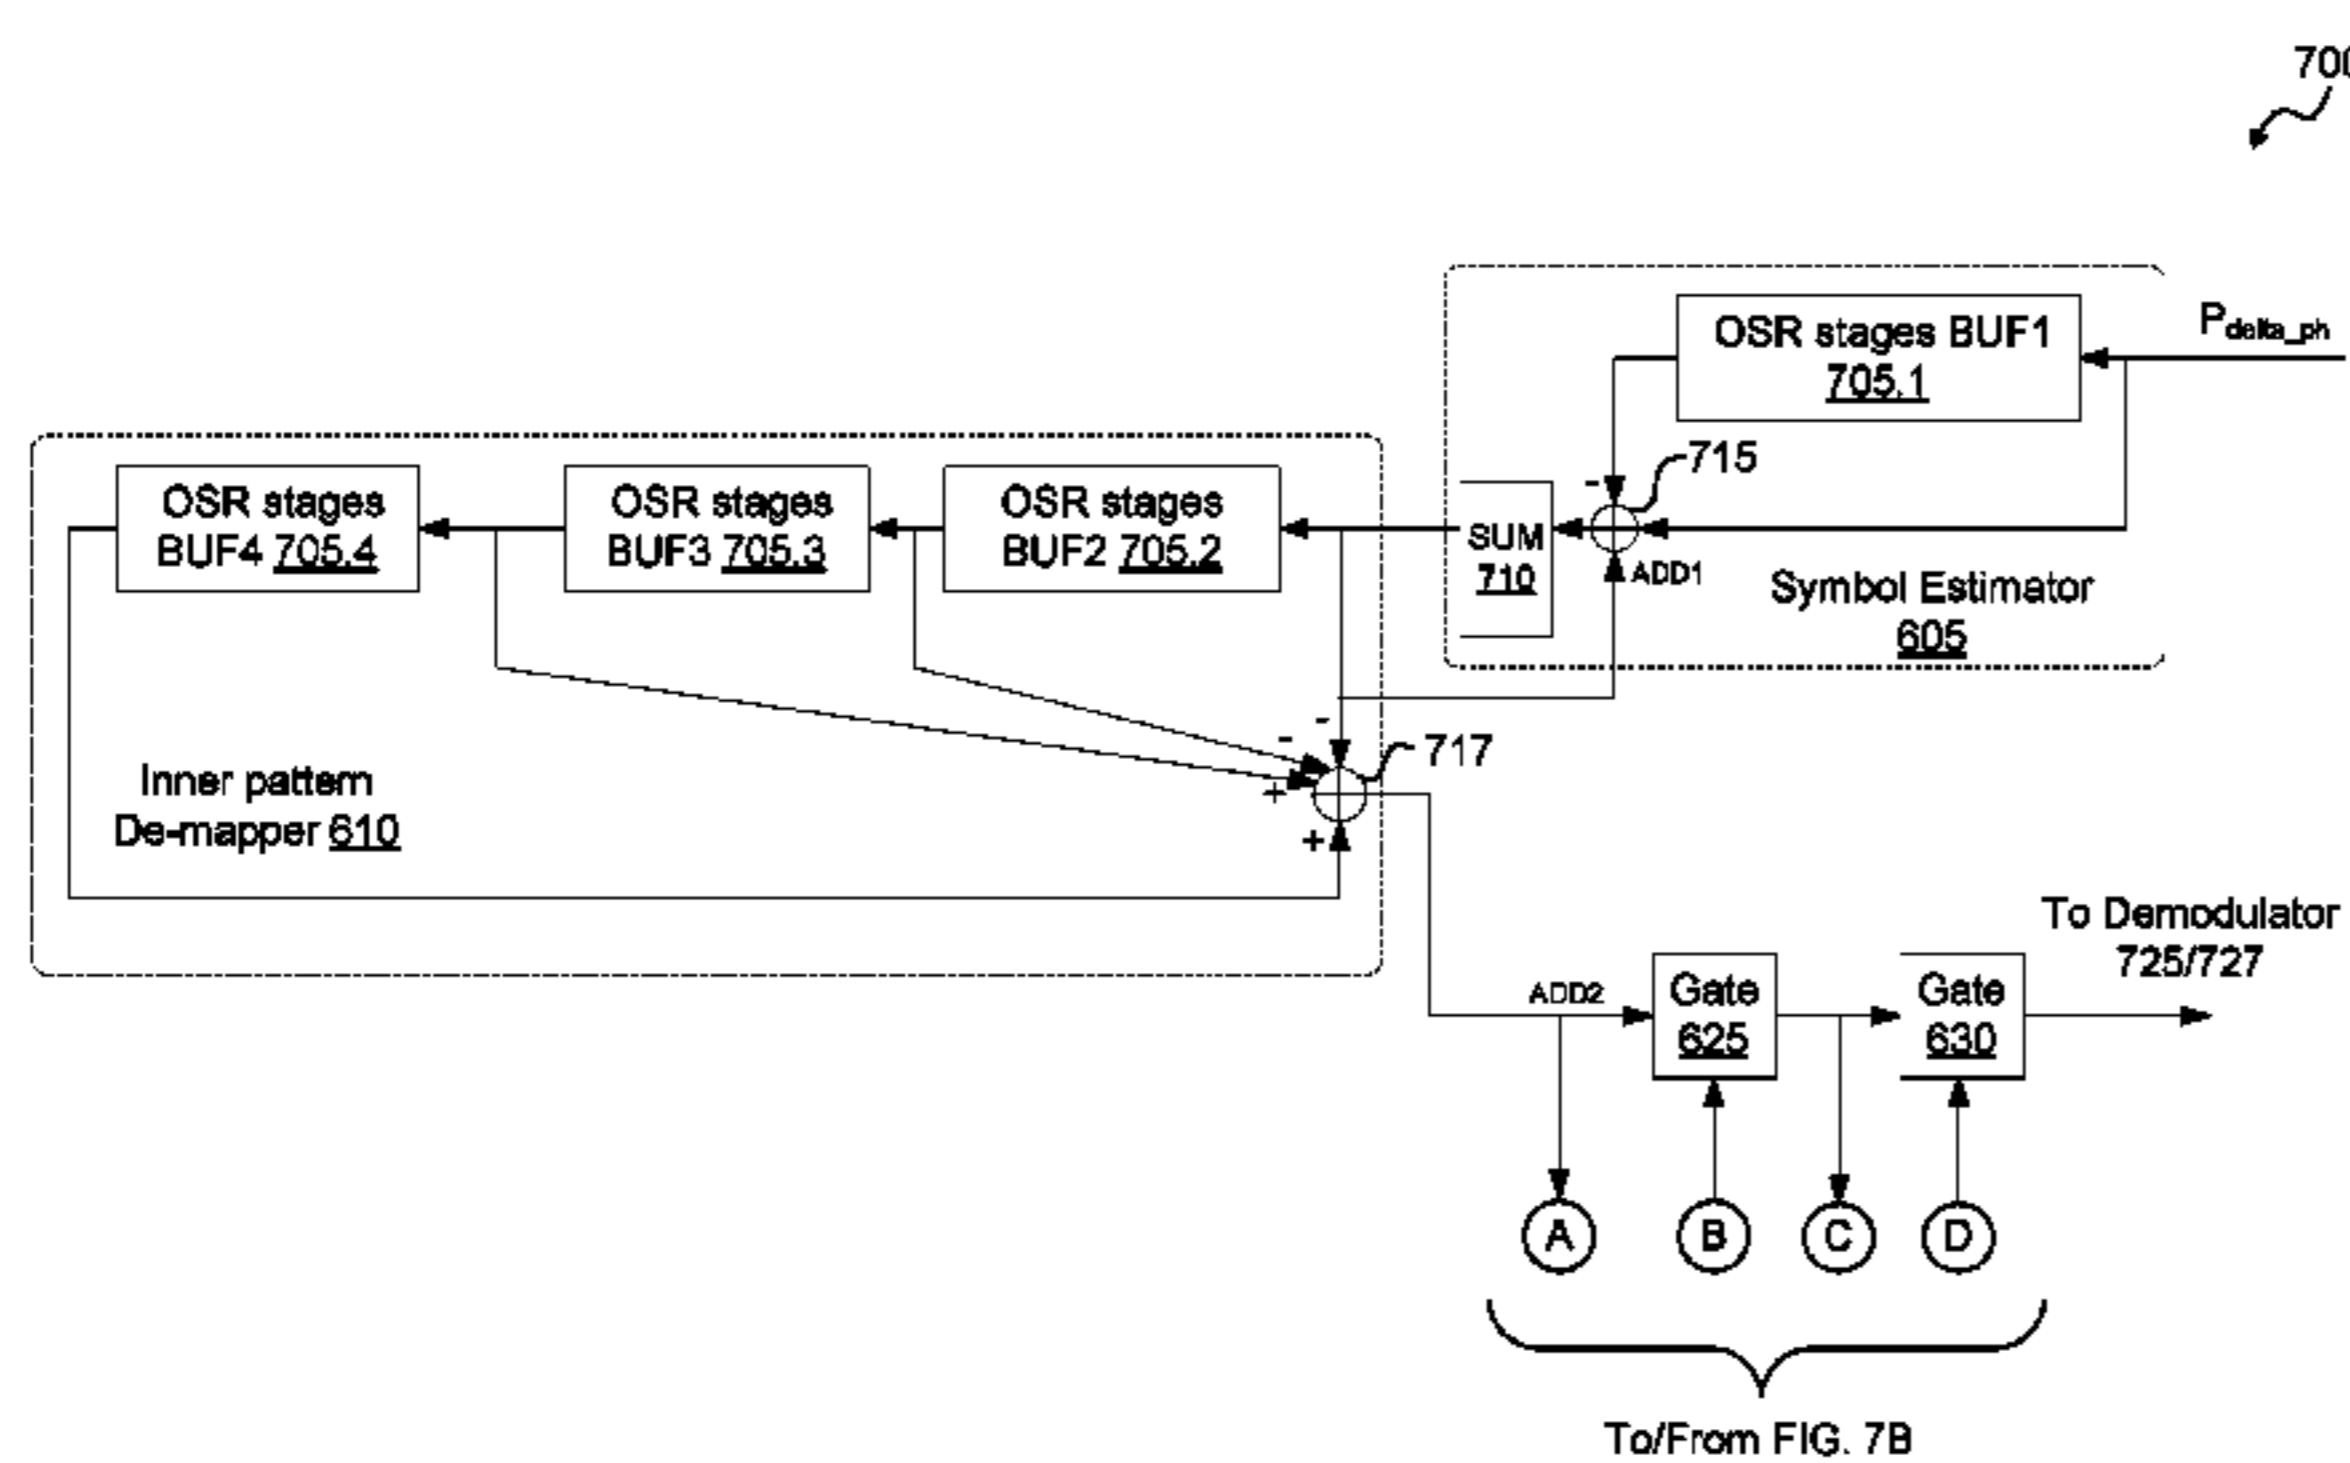 700
OSR stages BUF1
705.1
Pdelta_ph
715
-
OSR stages
BUF4 705.4
OSR stages
BUF3 705.3
OSR stages
BUF2 705.2
SUM
710
ADD1
Symbol Estimator
605
-
-
717
+
+
Inner pattern
De-mapper 610
To Demodulator
725/727
ADD2
Gate
625
Gate
630
A
B
C
D
To/From FIG. 7B